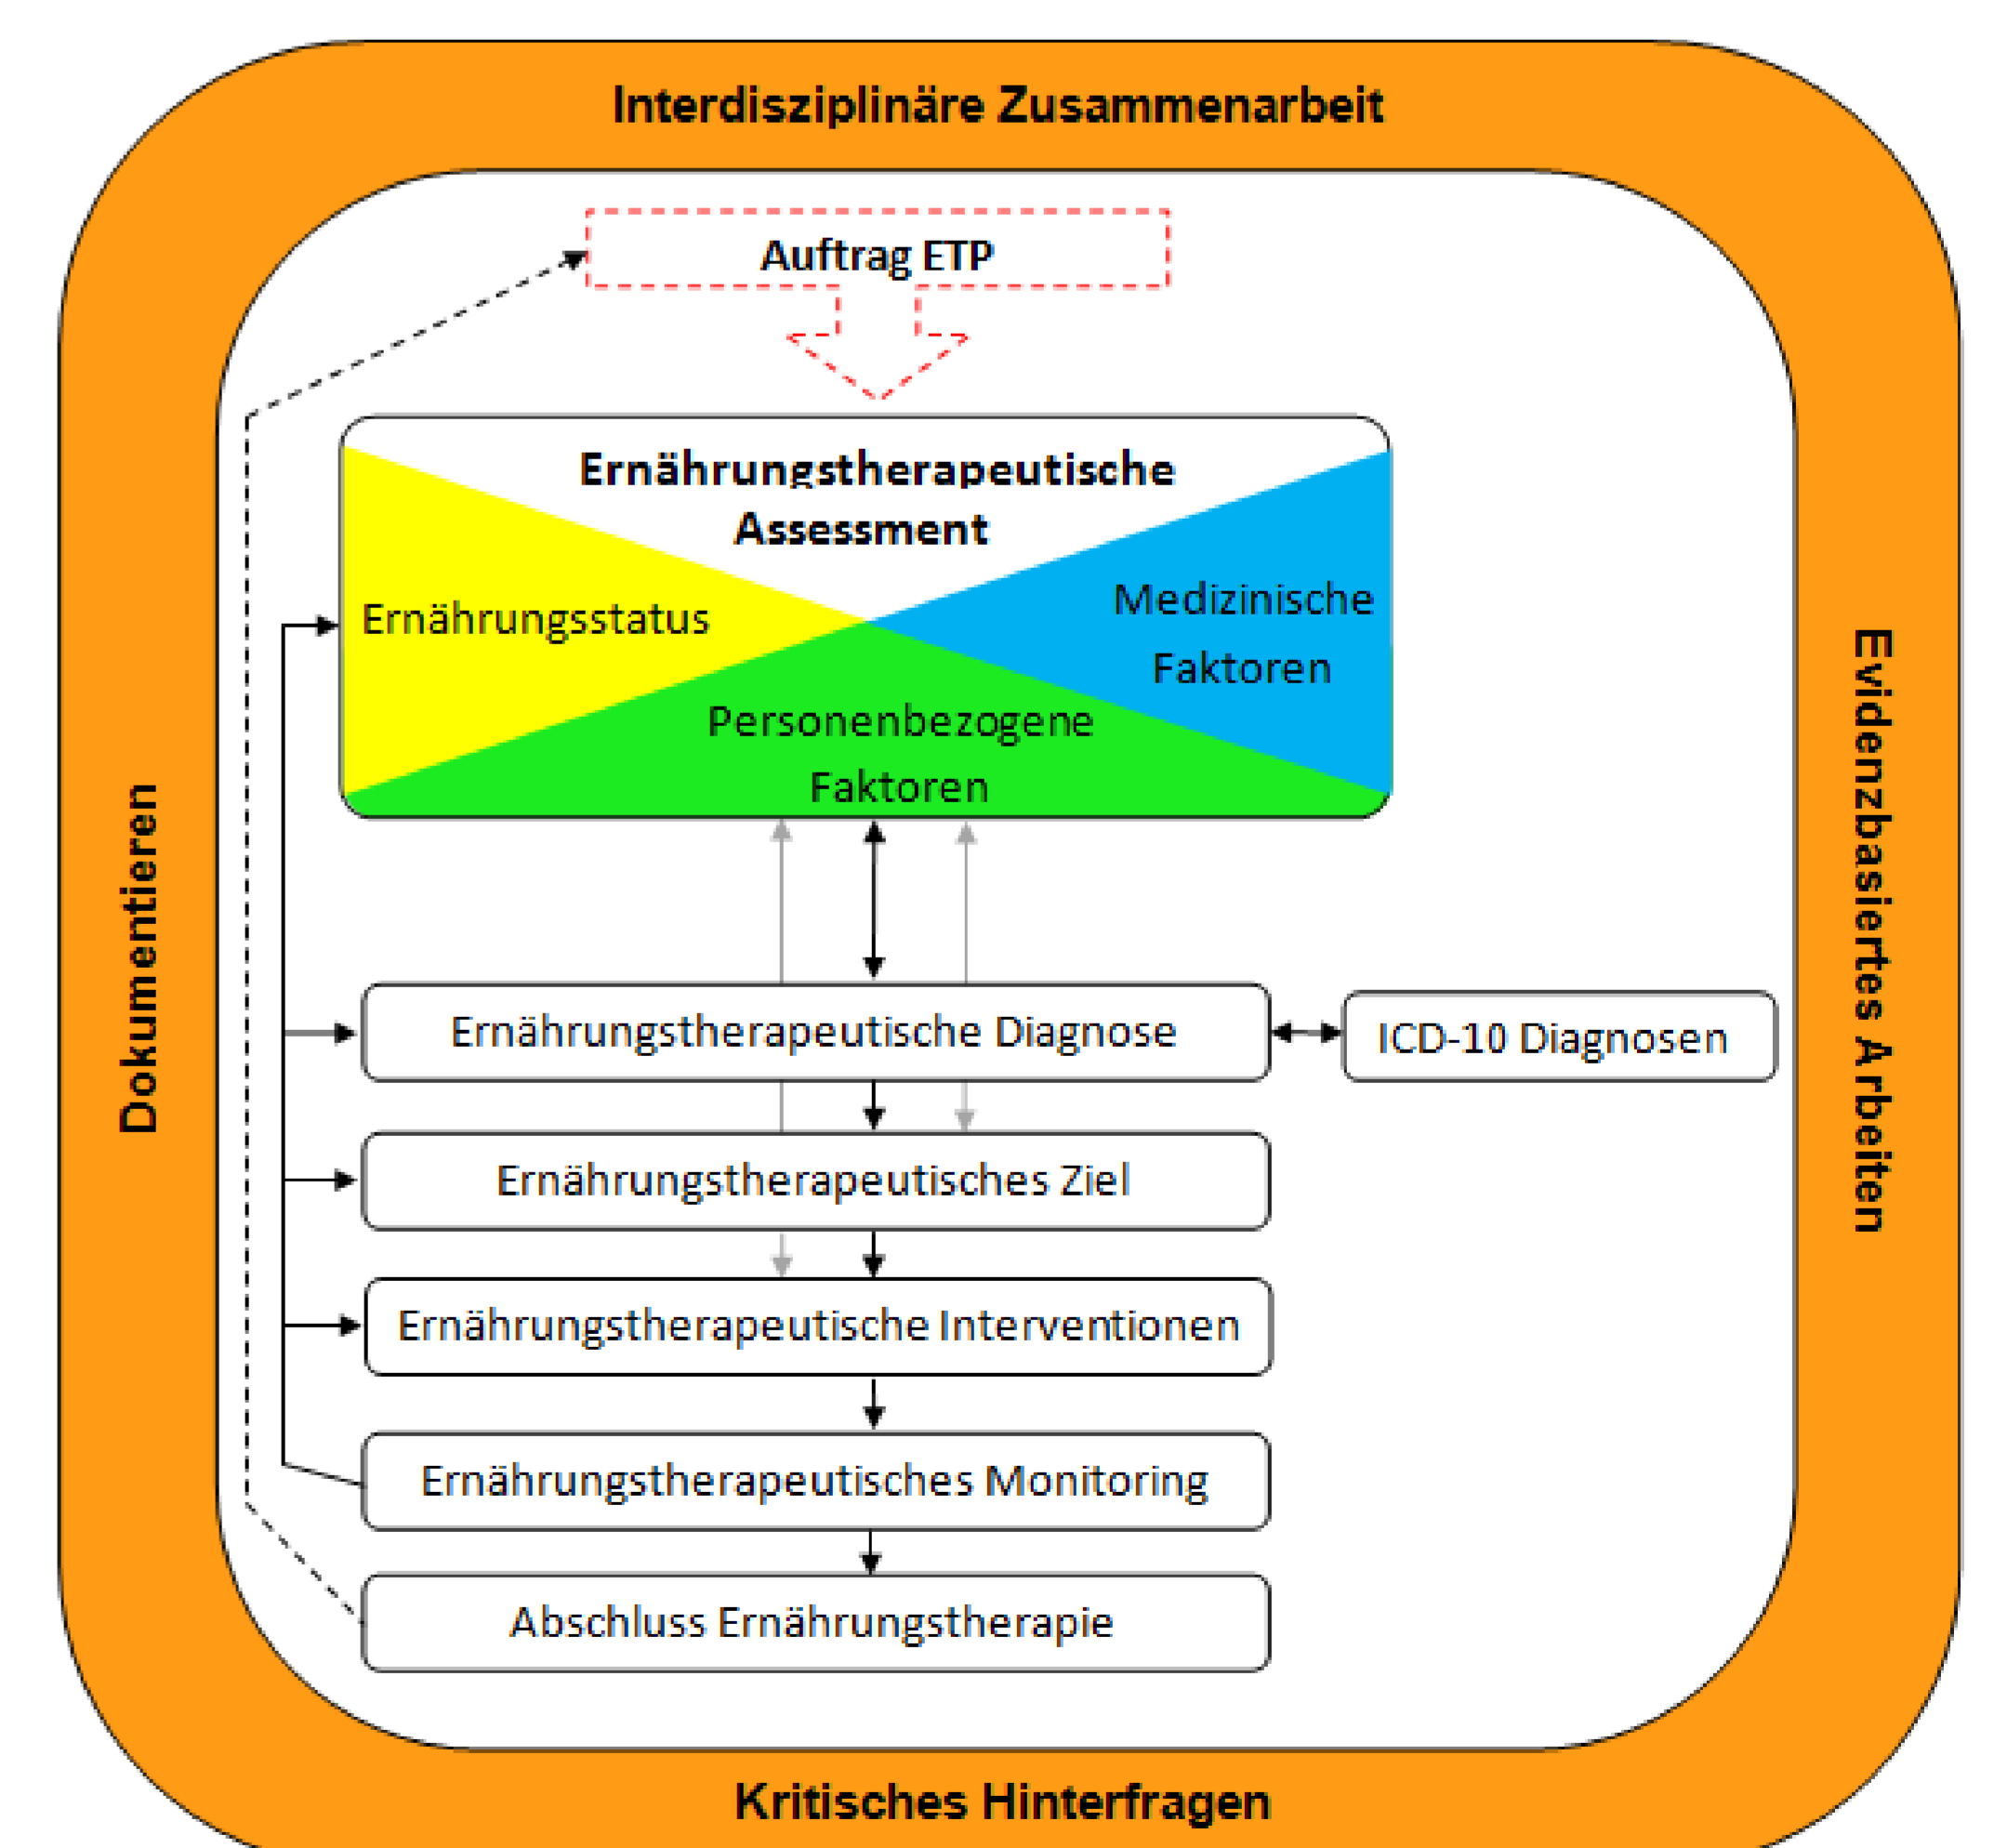 Interdisziplinäre Zusammenarbeit
Auftrag ETP
Ernährungstherapeutische
Assessment
Ernährungsstatus
Medizinische
Faktoren
Personenbezogene
Faktoren
Dokumentieren
Evidenzbasiertes Arbeiten
Ernährungstherapeutische Diagnose
ICD-10 Diagnosen
Ernährungstherapeutisches Ziel
Ernährungstherapeutische Interventionen
Ernährungstherapeutisches Monitoring
Abschluss Ernährungstherapie
Kritisches Hinterfragen